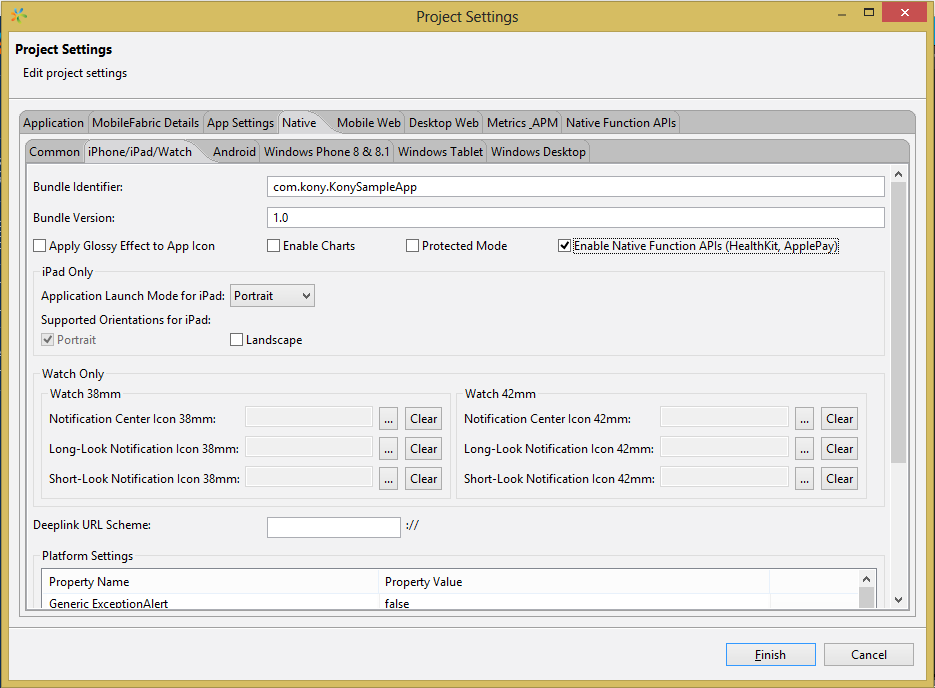 Project Settings
Project Settings
Edit project settings
Application MobileFabric Details App Settings Native Mobile Web Desktop Web Metrics_APM Native Function APIs
Common iPhone/iPad/Watch Android Windows Phone 8 & 8.1 Windows Tablet Windows Desktop
Bundle Identifier: com.kony.KonySampleApp
Bundle Version: 1.0
Apply Glossy Effect to App Icon Enable Charts Protected Mode Enable Native Function APIs (HealthKit, ApplePay)
iPad Only
Application Launch Mode for iPad: Portrait
Supported Orientations for iPad:
Portrait Landscape
Watch Only
Watch 38mm Watch 42mm
Notification Center Icon 38mm: ... Clear Notification Center Icon 42mm: ... Clear
Long-Look Notification Icon 38mm: ... Clear Long-Look Notification Icon 42mm: ... Clear
Short-Look Notification Icon 38mm: ... Clear Short-Look Notification Icon 42mm: ... Clear
Deeplink URL Scheme: ://
Platform Settings
Property Name Property Value
Generic ExceptionAlert false
Finish Cancel